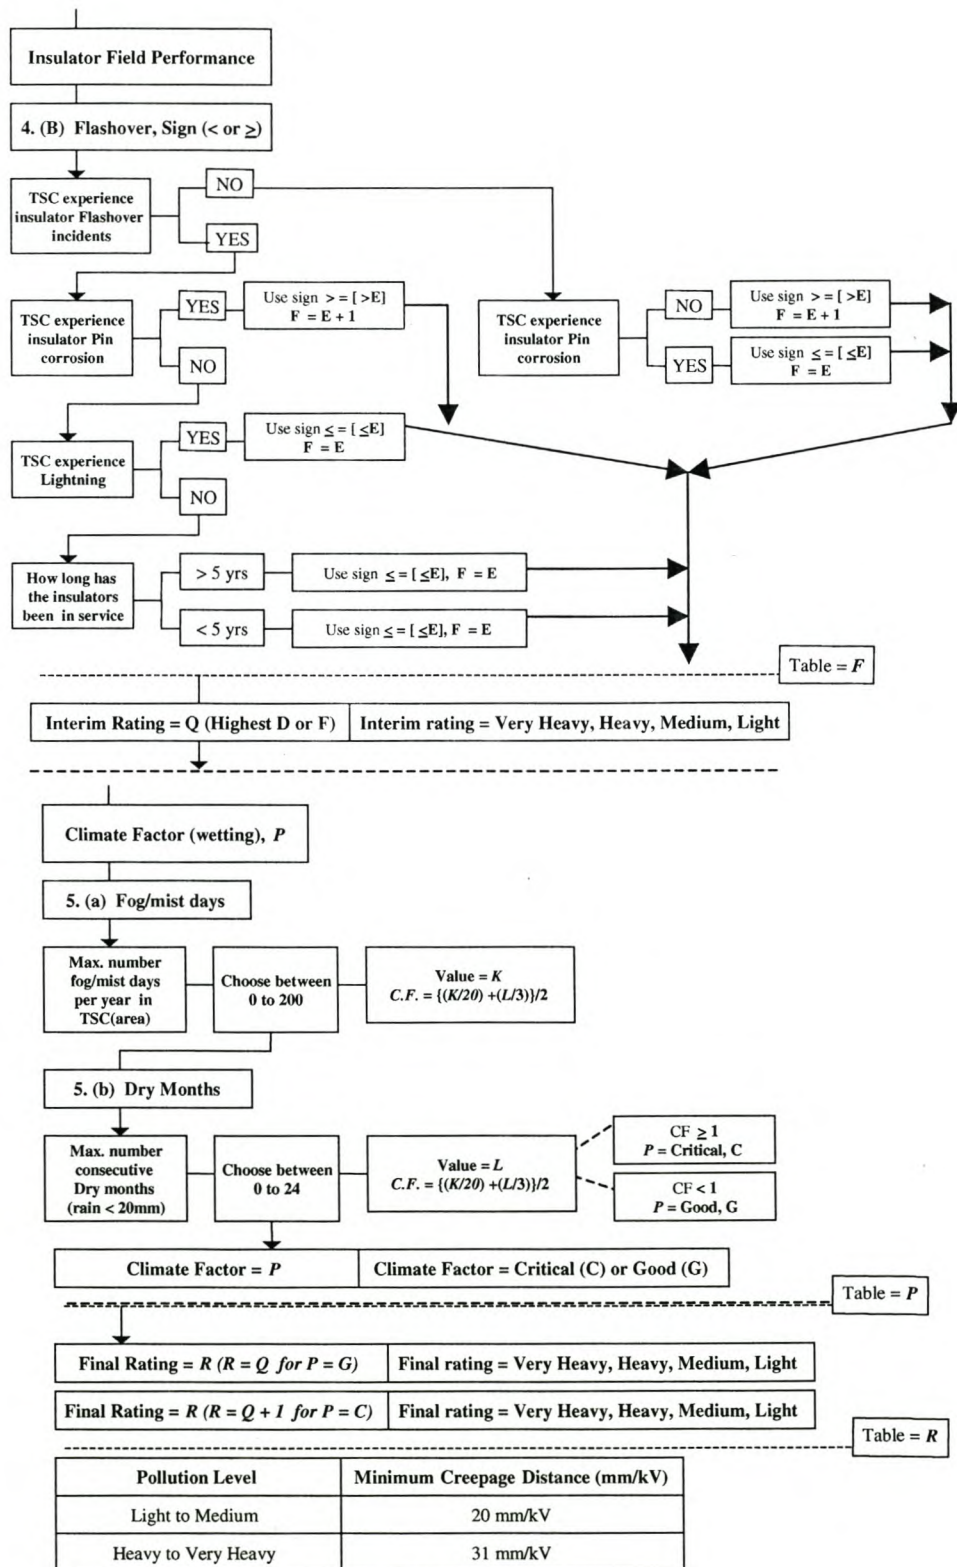 Insulator Field Performance
4. (B) Flashover, Sign (< or ≥)
TSC experience
insulator Flashover
incidents
NO
YES
TSC experience
insulator Pin
corrosion
YES
Use sign > = [ >E]
F = E + 1
NO
TSC experience
insulator Pin
corrosion
NO
Use sign > = [ >E]
F = E + 1
YES
Use sign ≤ = [ ≤E]
F = E
TSC experience
Lightning
YES
Use sign ≤ = [ ≤E]
F = E
NO
How long has
the insulators
been in service
> 5 yrs
Use sign ≤ = [ ≤E], F = E
< 5 yrs
Use sign ≤ = [ ≤E], F = E
Table = F
Interim Rating = Q (Highest D or F)
Interim rating = Very Heavy, Heavy, Medium, Light
Climate Factor (wetting), P
5. (a) Fog/mist days
Max. number
fog/mist days
per year in
TSC(area)
Choose between
0 to 200
Value = K
C.F. = {(K/20) +(L/3)}/2
5. (b) Dry Months
Max. number
consecutive
Dry months
(rain < 20mm)
Choose between
0 to 24
Value = L
C.F. = {(K/20) +(L/3)}/2
CF ≥ 1
P = Critical, C
CF < 1
P = Good, G
Climate Factor = P
Climate Factor = Critical (C) or Good (G)
Table = P
Final Rating = R (R = Q for P = G)
Final rating = Very Heavy, Heavy, Medium, Light
Final Rating = R (R = Q + 1 for P = C)
Final rating = Very Heavy, Heavy, Medium, Light
Table = R
Pollution Level
Minimum Creepage Distance (mm/kV)
Light to Medium
20 mm/kV
Heavy to Very Heavy
31 mm/kV